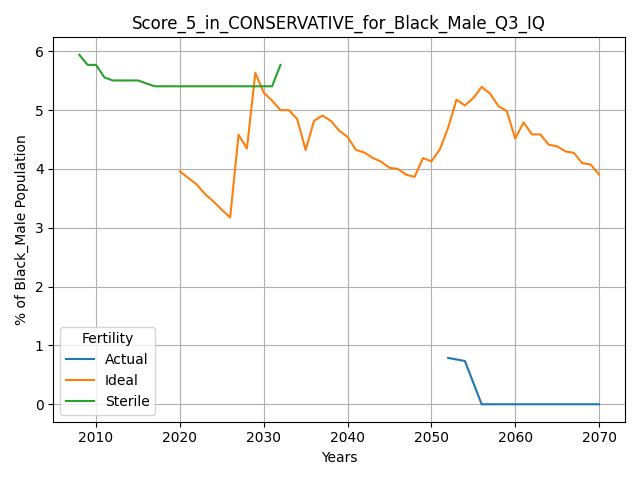 Score_5_in_CONSERVATIVE_for_Black_Male_Q3_IQ
% of Black_Male Population
6
5
4
3
2
1
0
Fertility
Actual
Ideal
Sterile
2010 2020 2030 2040 2050 2060 2070
Years